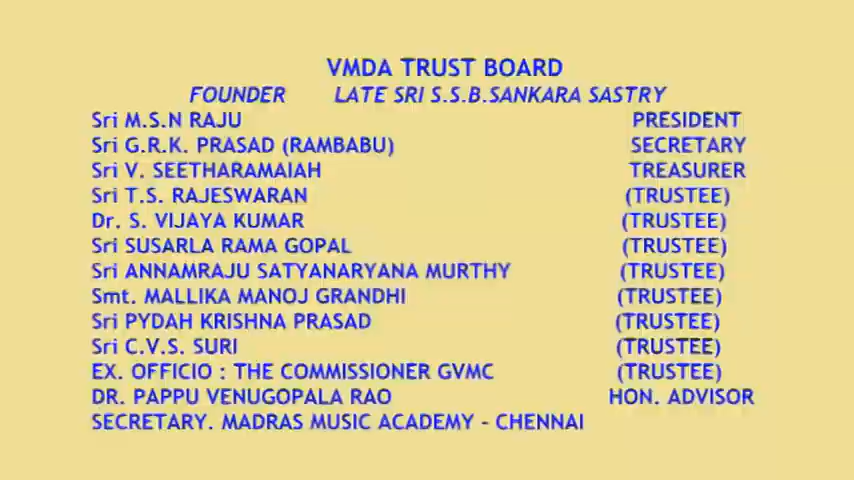 VMDA TRUST BOARD
FOUNDER LATE SRI S.S.B.SANKARA SASTRY
Sri M.S.N RAJU PRESIDENT
Sri G.R.K. PRASAD (RAMBABU) SECRETARY
Sri V. SEETHARAMAIAH TREASURER
Sri T.S. RAJESWARAN (TRUSTEE)
Dr. S. VIJAYA KUMAR (TRUSTEE)
Sri SUSARLA RAMA GOPAL (TRUSTEE)
Sri ANNAMRAJU SATYANARYANA MURTHY (TRUSTEE)
Smt. MALLIKA MANOJ GRANDHI (TRUSTEE)
Sri PYDAH KRISHNA PRASAD (TRUSTEE)
Sri C.V.S. SURI (TRUSTEE)
EX. OFFICIO : THE COMMISSIONER GVMC (TRUSTEE)
DR. PAPPU VENUGOPALA RAO HON. ADVISOR
SECRETARY. MADRAS MUSIC ACADEMY - CHENNAI